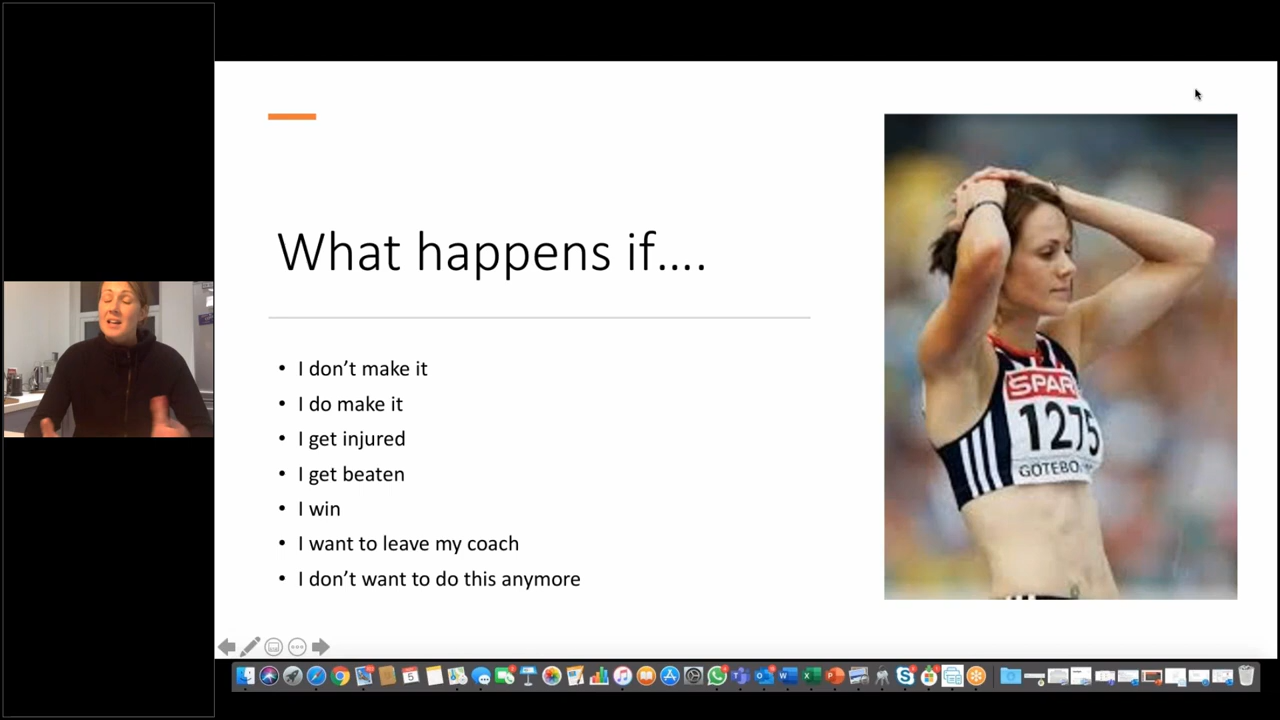 What happens if....
• I don’t make it
• I do make it
• I get injured
• I get beaten
• I win
• I want to leave my coach
• I don’t want to do this anymore
SPAR
1275
GÖTEBO
5